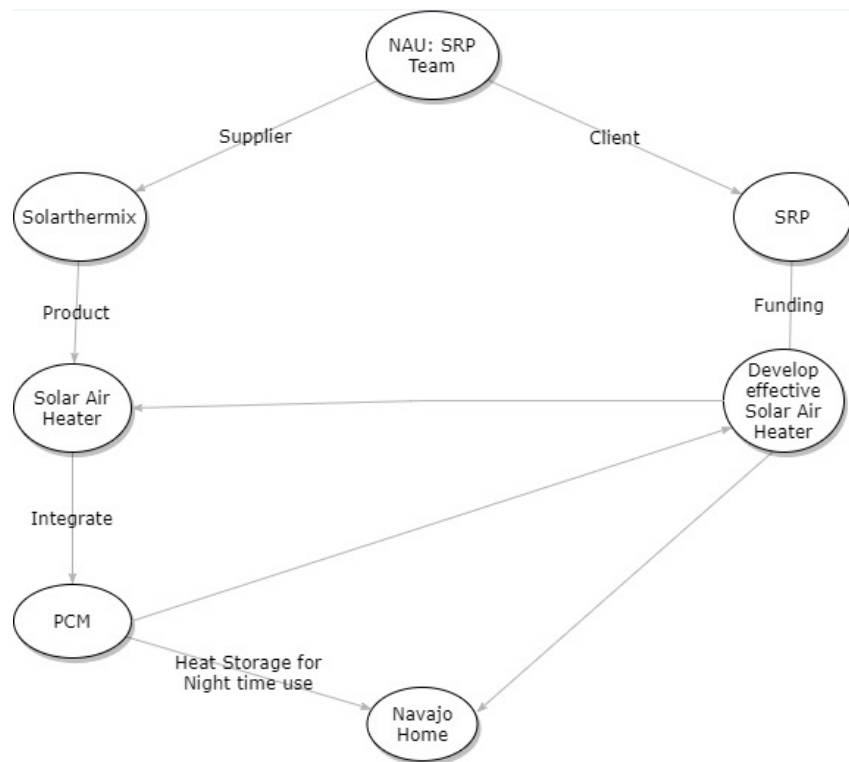 NAU: SRP
Team
Supplier
Client
Solarthermix
SRP
Product
Funding
Solar Air
Heater
Develop
effective
Solar Air
Heater
Integrate
PCM
Heat Storage for
Night time use
Navajo
Home